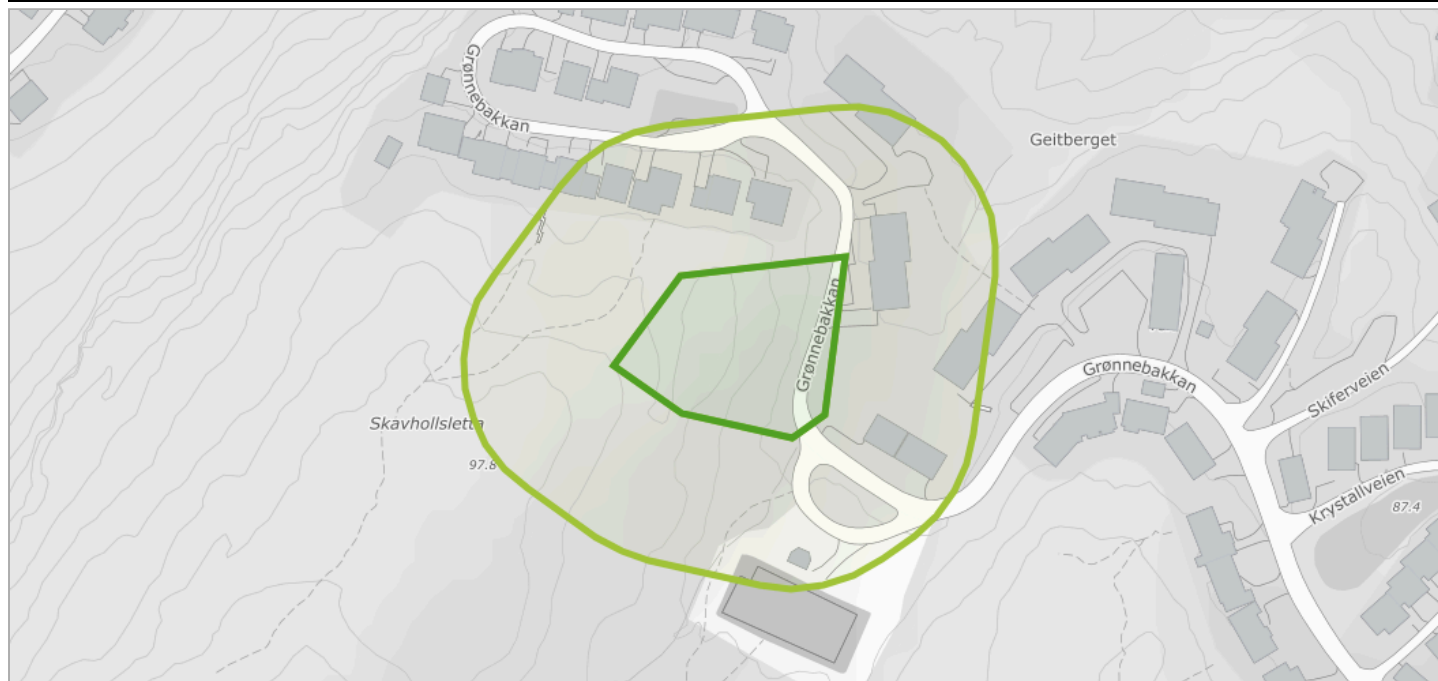 Grønnebakkan
Geitberget
Grønnebakkan
Grønnebakkan
Skiferveien
Skavhollsletta
97.8
Krystallveien
87.4